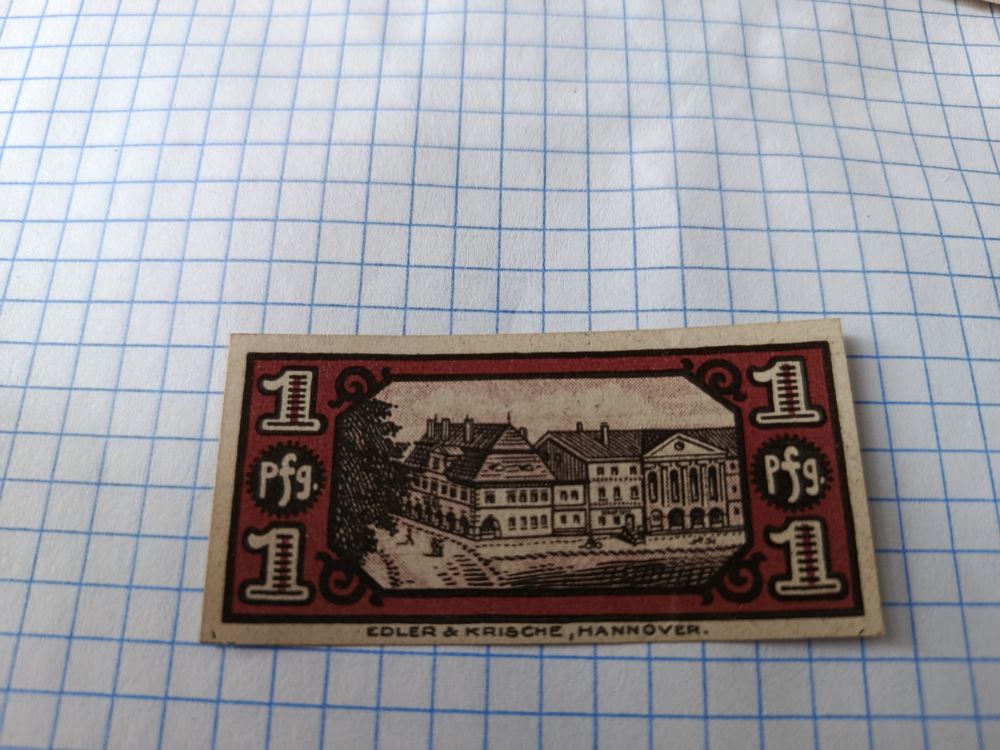 1 1
Pfg. Pfg.
1 1
EDLER & KRISCHE, HANNOVER.